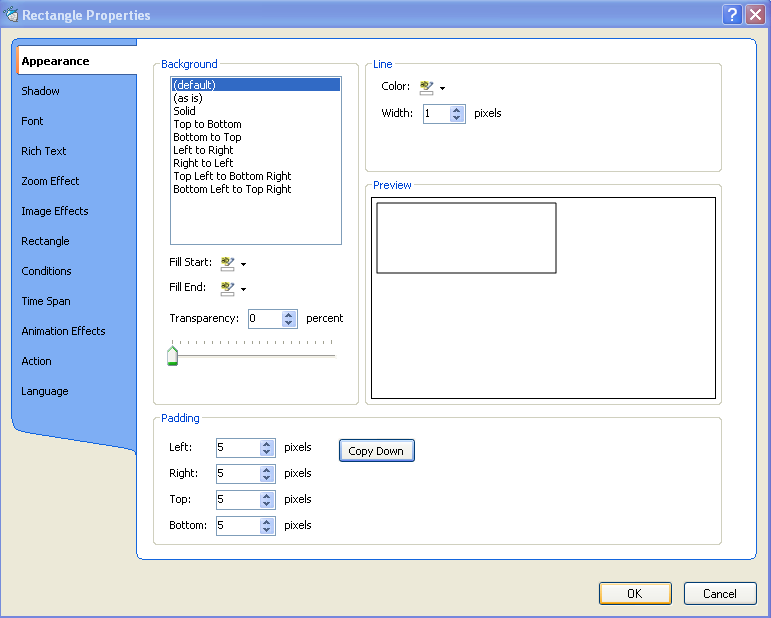 Rectangle Properties
?
Appearance
Shadow
Font
Rich Text
Zoom Effect
Image Effects
Rectangle
Conditions
Time Span
Animation Effects
Action
Language
Background
(default)
(as is)
Solid
Top to Bottom
Bottom to Top
Left to Right
Right to Left
Top Left to Bottom Right
Bottom Left to Top Right
Fill Start:
Fill End:
Transparency: 0 percent
Line
Color:
Width: 1 pixels
Preview
Padding
Left: 5 pixels
Copy Down
Right: 5 pixels
Top: 5 pixels
Bottom: 5 pixels
OK
Cancel